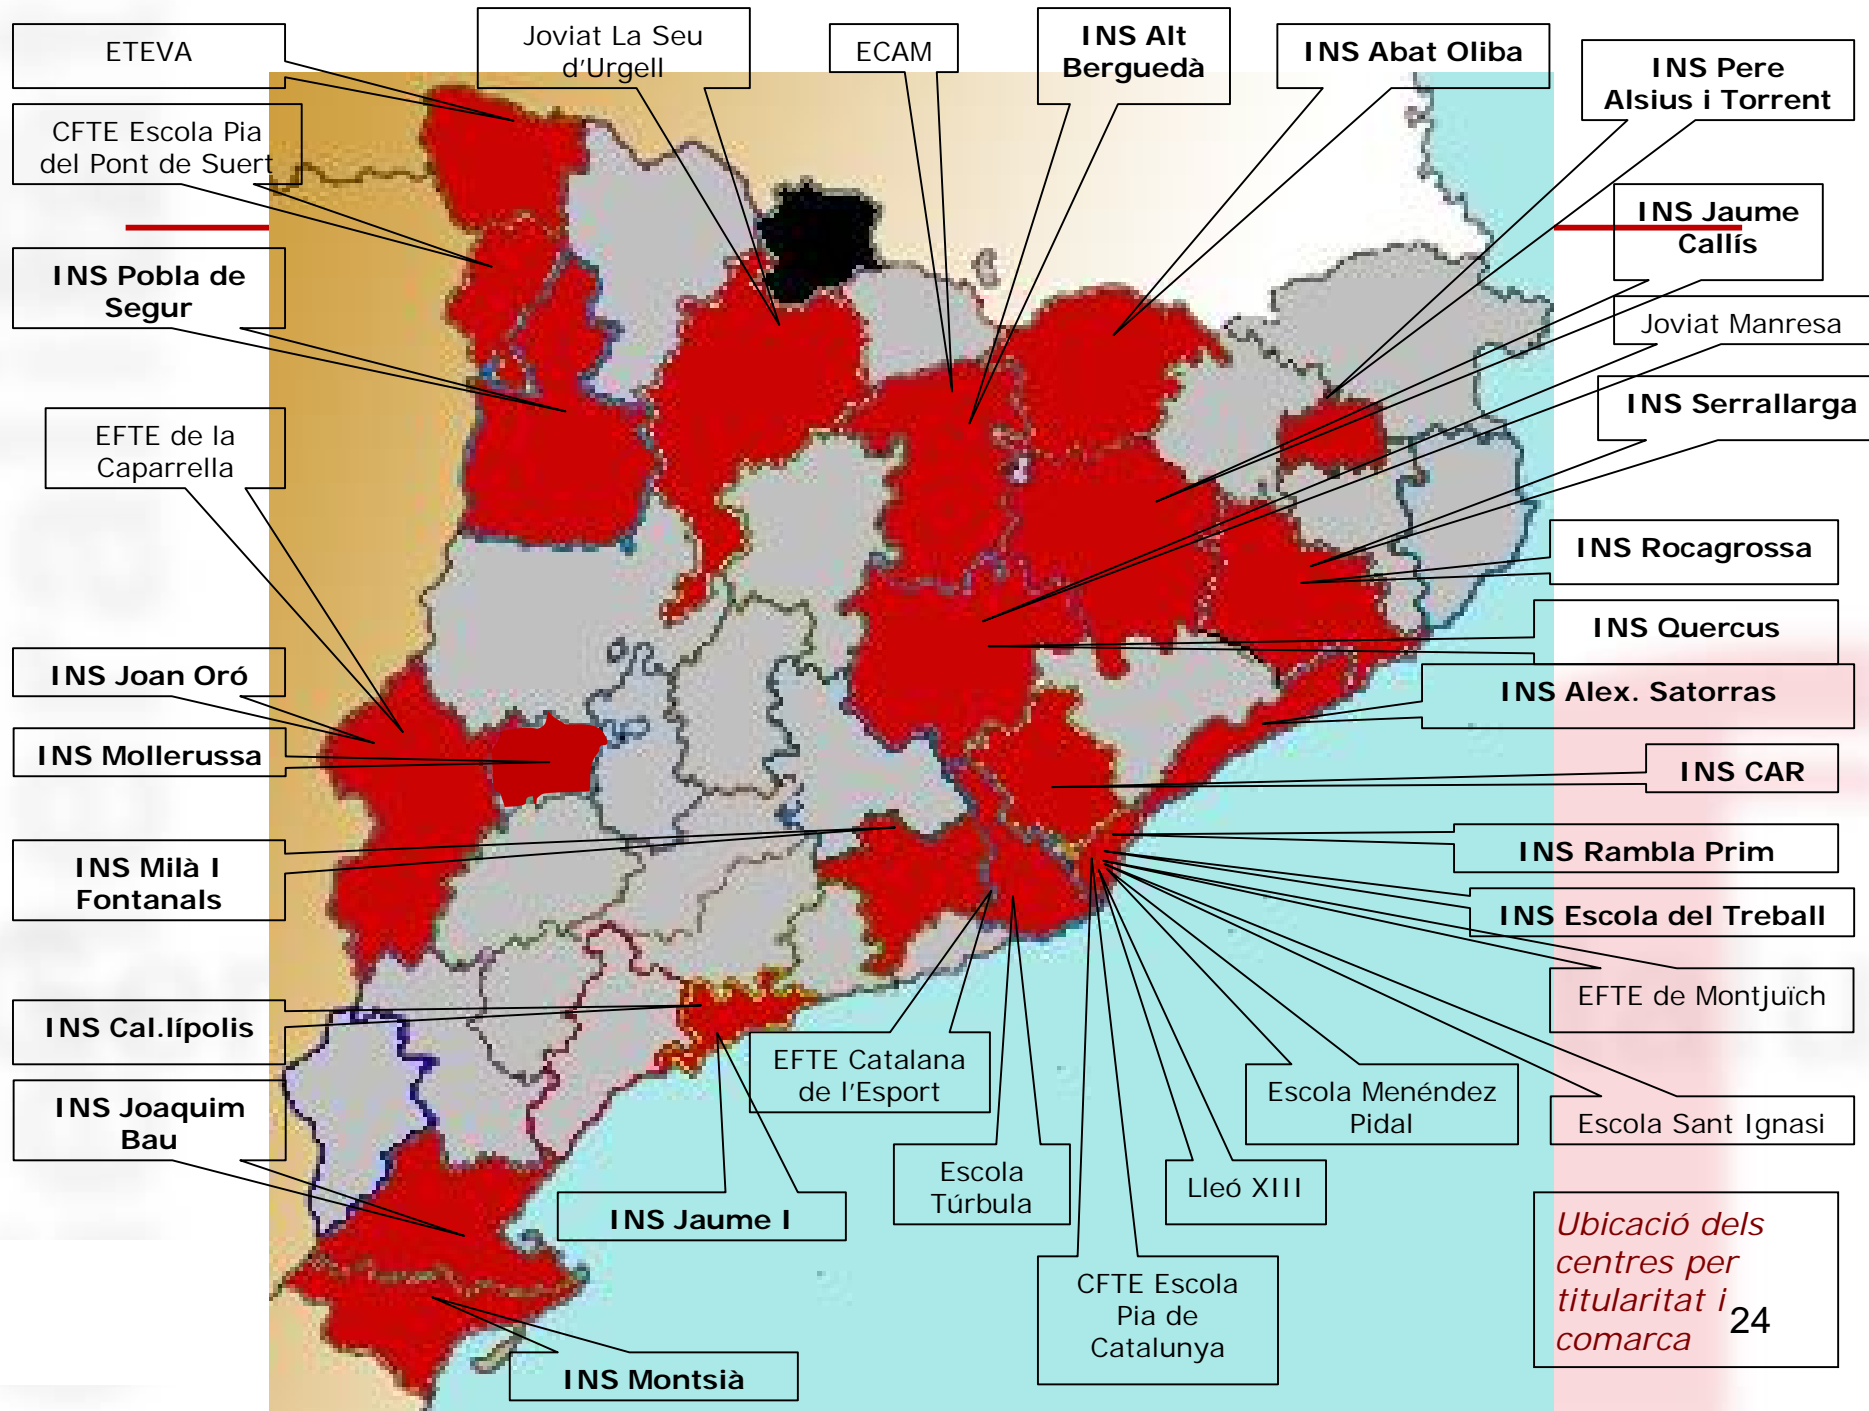 ETEVA
Joviat La Seu
d'Urgell
ECAM
INS Alt
Berguedà
INS Abat Oliba
INS Pere
Alsius i Torrent
CFTE Escola Pia
del Pont de Suert
INS Jaume
Callís
INS Pobla de
Segur
Joviat Manresa
INS Serrallarga
EFTE de la
Caparrella
INS Rocagrossa
INS Quercus
INS Joan Oró
INS Alex. Satorras
INS Mollerussa
INS CAR
INS Milà I
Fontanals
INS Rambla Prim
INS Escola del Treball
EFTE de Montjuïch
INS Cal.lípolis
EFTE Catalana
de l'Esport
Escola Menéndez
Pidal
Escola Sant Ignasi
INS Joaquim
Bau
Escola
Túrbula
Lleó XIII
INS Jaume I
CFTE Escola
Pia de
Catalunya
INS Montsià
Ubicació dels
centres per
titularitat i
comarca
24